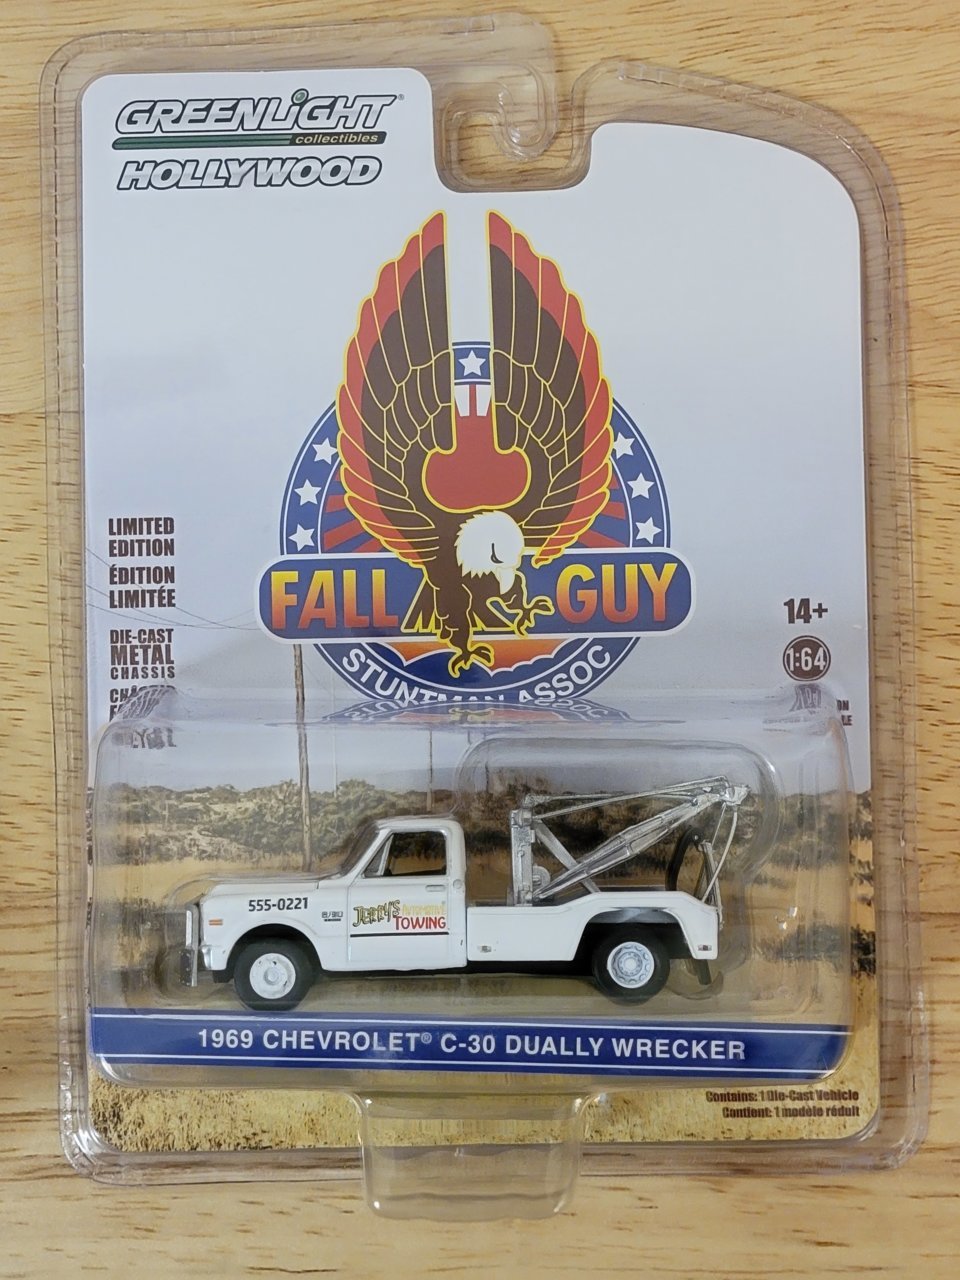 GREENLiGHT®
collectibles
HOLLYWOOD
FALL GUY
STUNTMAN ASSOC
LIMITED
EDITION
ÉDITION
LIMITÉE
DIE-CAST
METAL
CHASSIS
14+
1:64
555-0221
JERRY'S AUTOMOTIVE
TOWING
1969 CHEVROLET® C-30 DUALLY WRECKER
Contains: 1 Die-Cast Vehicle
Contient: 1 modèle réduit